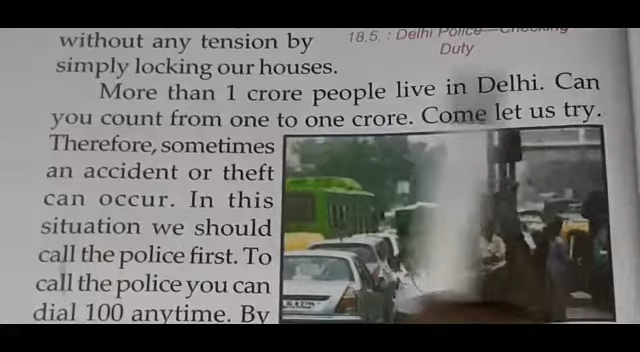 without any tension by
simply locking our houses.
18.5. : Delhi Police—Checking
Duty
More than 1 crore people live in Delhi. Can
you count from one to one crore. Come let us try.
Therefore, sometimes
an accident or theft
can occur. In this
situation we should
call the police first. To
call the police you can
dial 100 anytime. By